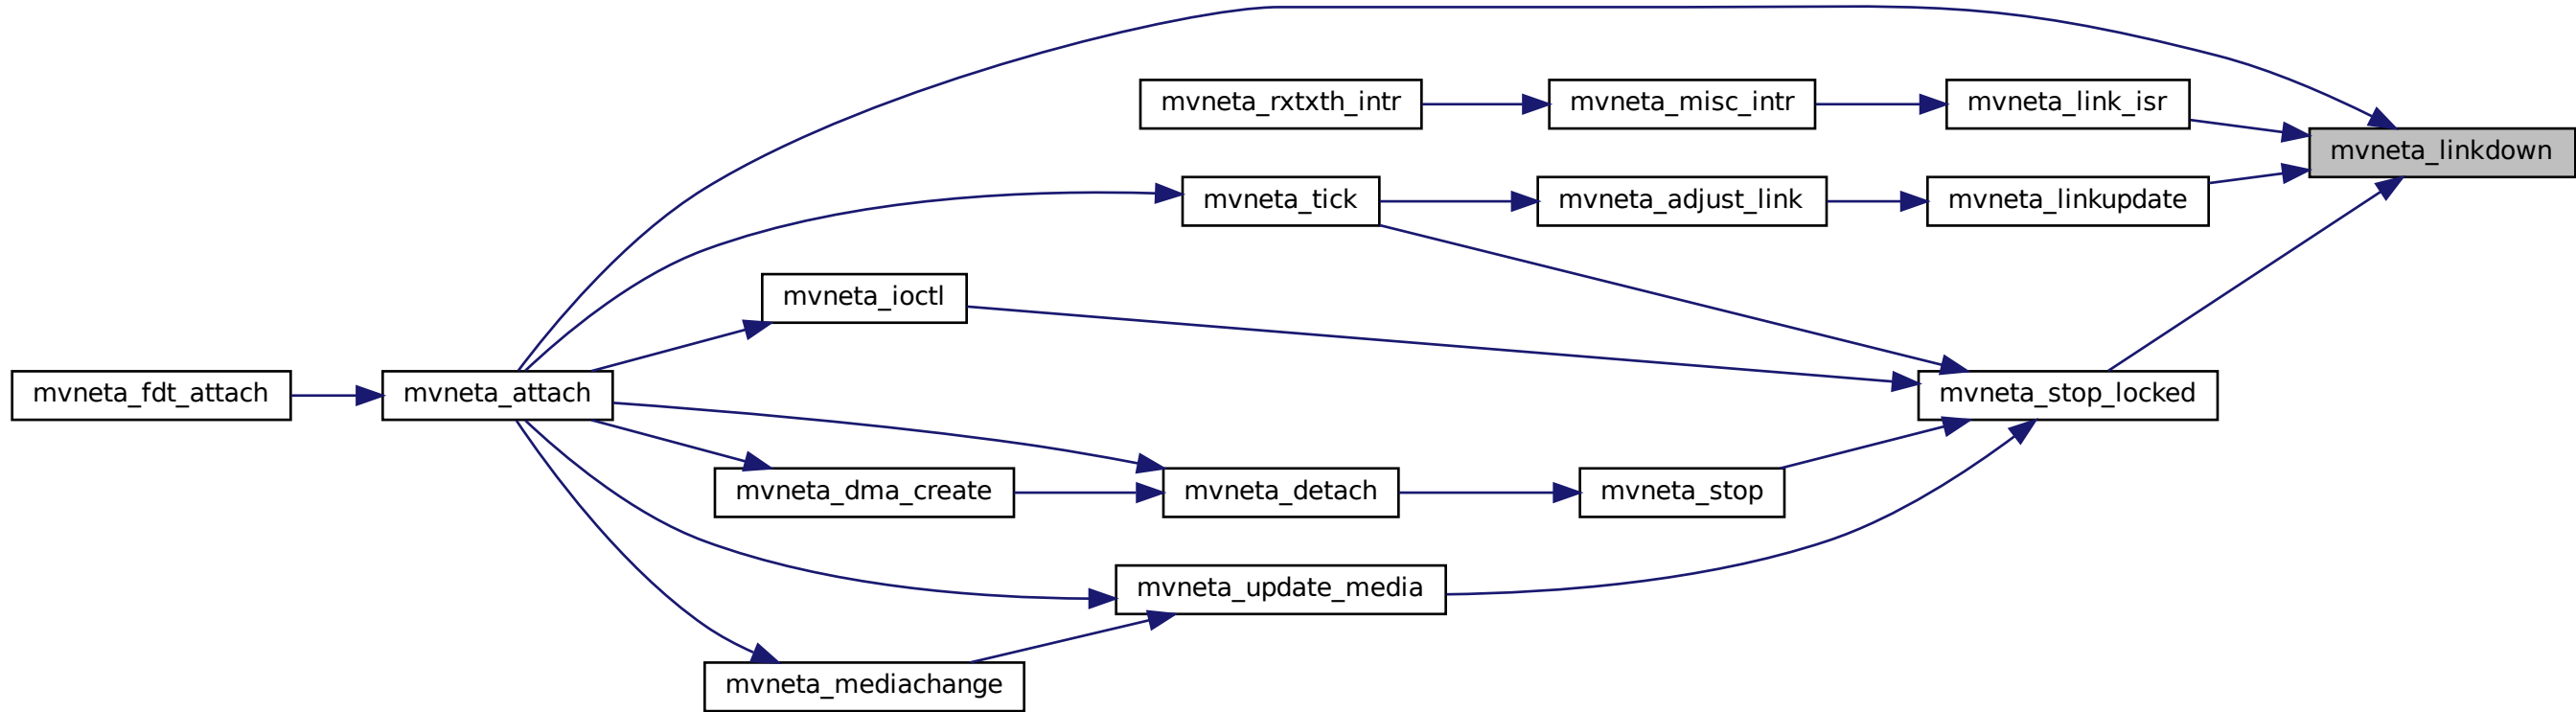 mvneta_rxtxth_intr
mvneta_misc_intr
mvneta_link_isr
mvneta_linkdown
mvneta_tick
mvneta_adjust_link
mvneta_linkupdate
mvneta_ioctl
mvneta_fdt_attach
mvneta_attach
mvneta_stop_locked
mvneta_dma_create
mvneta_detach
mvneta_stop
mvneta_update_media
mvneta_mediachange